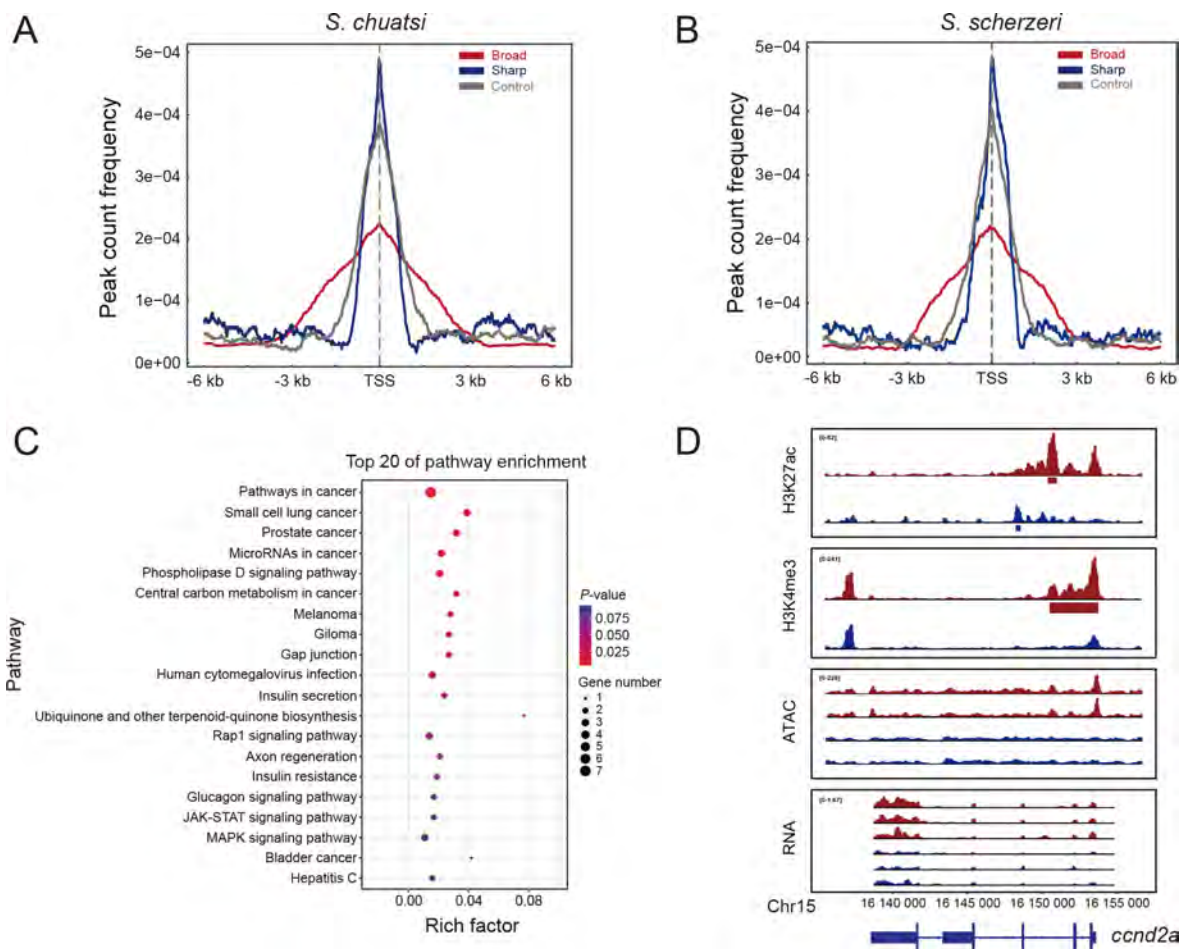 A
S. chuatsi
5e−04
4e−04
3e−04
2e−04
1e−04
0e+00
Peak count frequency
Broad
Sharp
Control
-6 kb
-3 kb
TSS
3 kb
6 kb
B
S. scherzeri
5e−04
4e−04
3e−04
2e−04
1e−04
0e+00
Peak count frequency
Broad
Sharp
Control
-6 kb
-3 kb
TSS
3 kb
6 kb
C
Top 20 of pathway enrichment
Pathway
Pathways in cancer
Small cell lung cancer
Prostate cancer
MicroRNAs in cancer
Phospholipase D signaling pathway
Central carbon metabolism in cancer
Melanoma
Giloma
Gap junction
Human cytomegalovirus infection
Insulin secretion
Ubiquinone and other terpenoid-quinone biosynthesis
Rap1 signaling pathway
Axon regeneration
Insulin resistance
Glucagon signaling pathway
JAK-STAT signaling pathway
MAPK signaling pathway
Bladder cancer
Hepatitis C
0.00
0.04
0.08
Rich factor
P-value
0.075
0.050
0.025
Gene number
1
2
3
4
5
6
7
D
H3K27ac
H3K4me3
ATAC
RNA
Chr15
16 140 000
16 145 000
16 150 000
16 155 000
ccnd2a